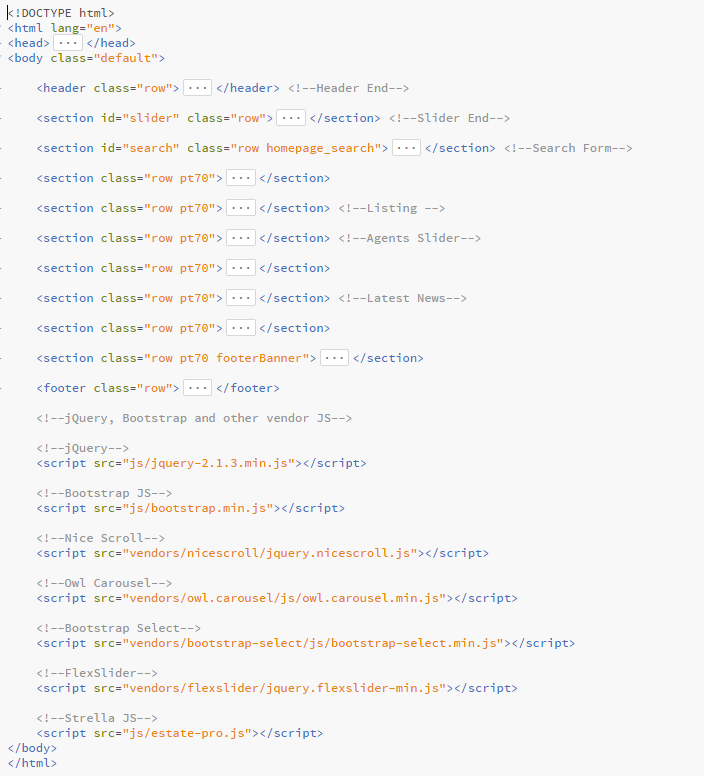 <!DOCTYPE html>
<html lang="en">
<head> ··· </head>
<body class="default">
<header class="row"> ··· </header> <!--Header End-->
<section id="slider" class="row"> ··· </section> <!--Slider End-->
<section id="search" class="row homepage_search"> ··· </section> <!--Search Form-->
<section class="row pt70"> ··· </section>
<section class="row pt70"> ··· </section> <!--Listing -->
<section class="row pt70"> ··· </section> <!--Agents Slider-->
<section class="row pt70"> ··· </section>
<section class="row pt70"> ··· </section> <!--Latest News-->
<section class="row pt70"> ··· </section>
<section class="row pt70 footerBanner"> ··· </section>
<footer class="row"> ··· </footer>
<!--jQuery, Bootstrap and other vendor JS-->
<!--jQuery-->
<script src="js/jquery-2.1.3.min.js"></script>
<!--Bootstrap JS-->
<script src="js/bootstrap.min.js"></script>
<!--Nice Scroll-->
<script src="vendors/nicescroll/jquery.nicescroll.js"></script>
<!--Owl Carousel-->
<script src="vendors/owl.carousel/js/owl.carousel.min.js"></script>
<!--Bootstrap Select-->
<script src="vendors/bootstrap-select/js/bootstrap-select.min.js"></script>
<!--FlexSlider-->
<script src="vendors/flexslider/jquery.flexslider-min.js"></script>
<!--Strella JS-->
<script src="js/estate-pro.js"></script>
</body>
</html>